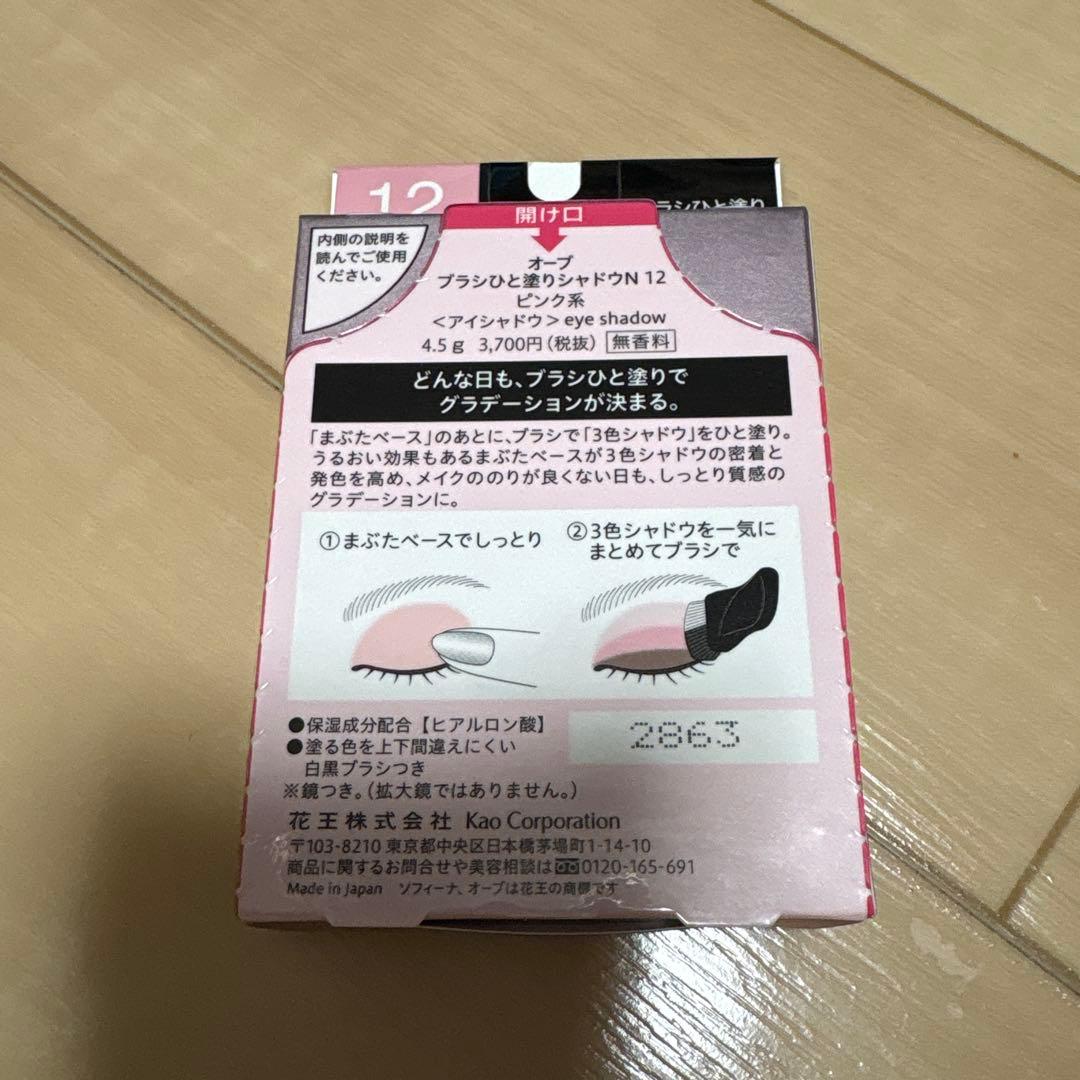 12
ラシひと塗り
開け口
内側の説明を
読んでご使用
ください。
オーブ
ブラシひと塗りシャドウN 12
ピンク系
＜アイシャドウ＞eye shadow
4.5g 3,700円(税抜) 無香料
どんな日も、ブラシひと塗りで
グラデーションが決まる。
「まぶたベース」のあとに、ブラシで「3色シャドウ」をひと塗り。
うるおい効果もあるまぶたベースが3色シャドウの密着と
発色を高め、メイクののりが良くない日も、しっとり質感の
グラデーションに。
①まぶたベースでしっとり
②3色シャドウを一気に
まとめてブラシで
●保湿成分配合【ヒアルロン酸】
●塗る色を上下間違えにくい
白黒ブラシつき
※鏡つき。(拡大鏡ではありません。)
2863
花王株式会社 Kao Corporation
〒103-8210 東京都中央区日本橋茅場町1-14-10
商品に関するお問合せや美容相談は0120-165-691
Made in Japan ソフィーナ、オーブは花王の商標です